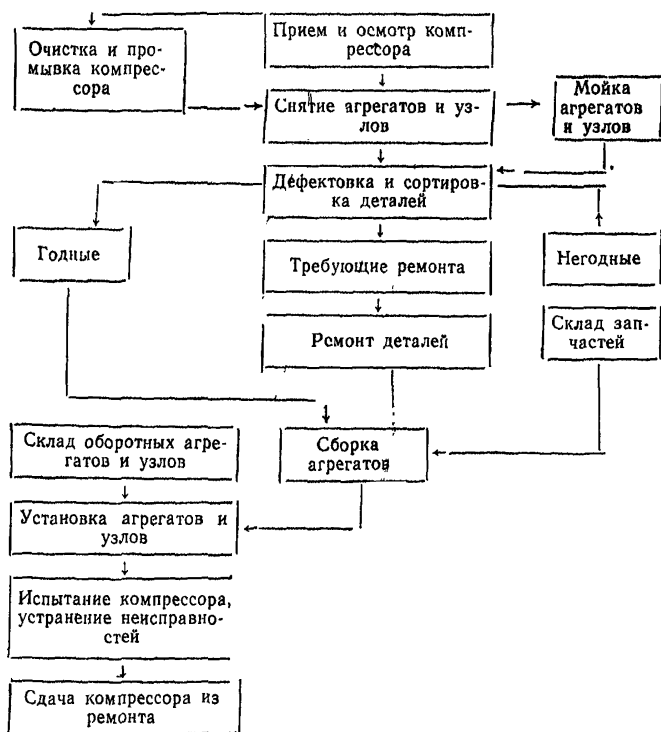 Прием и осмотр комп-
рессора
Очистка и про-
мывка компрес-
сора
Снятие агрегатов и уз-
лов
Мойка
агрегатов
и узлов
Дефектовка и сортиров-
ка деталей
Годные
Требующие ремонта
Негодные
Ремонт деталей
Склад зап-
частей
Склад оборотных агре-
гатов и узлов
Сборка
агрегатов
Установка агрегатов и
узлов
Испытание компрессора,
устранение неисправно-
стей
Сдача компрессора из
ремонта